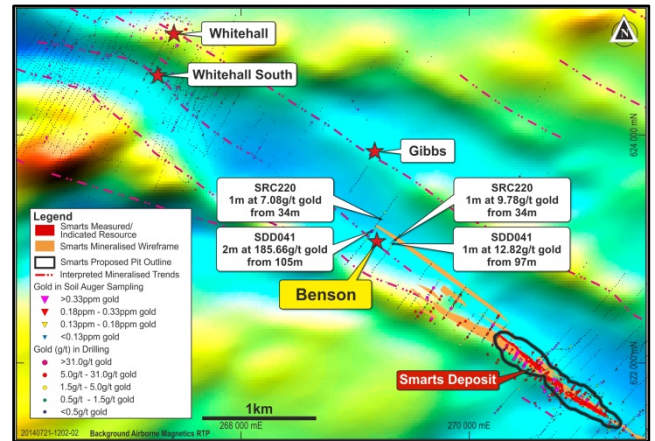 Whitehall
N
Whitehall South
624 000 mN
Gibbs
SRC220
1m at 7.08g/t gold
from 34m
SRC220
1m at 9.78g/t gold
from 34m
SDD041
2m at 185.66g/t gold
from 105m
SDD041
1m at 12.82g/t gold
from 97m
Benson
Legend
Smarts Measured/
Indicated Resource
Smarts Mineralised Wireframe
Smarts Proposed Pit Outline
Interpreted Mineralised Trends
Gold in Soil Auger Sampling
>0.33ppm gold
0.18ppm - 0.33ppm gold
0.13ppm - 0.18ppm gold
<0.13ppm gold
Gold (g/t) in Drilling
>31.0g/t gold
5.0g/t - 31.0g/t gold
1.5g/t - 5.0g/t gold
0.5g/t - 1.5g/t gold
<0.5g/t gold
622 000 mN
Smarts Deposit
1km
20140721-1202-02 Background Airborne Magnetics RTP
268 000 mE
270 000 mE